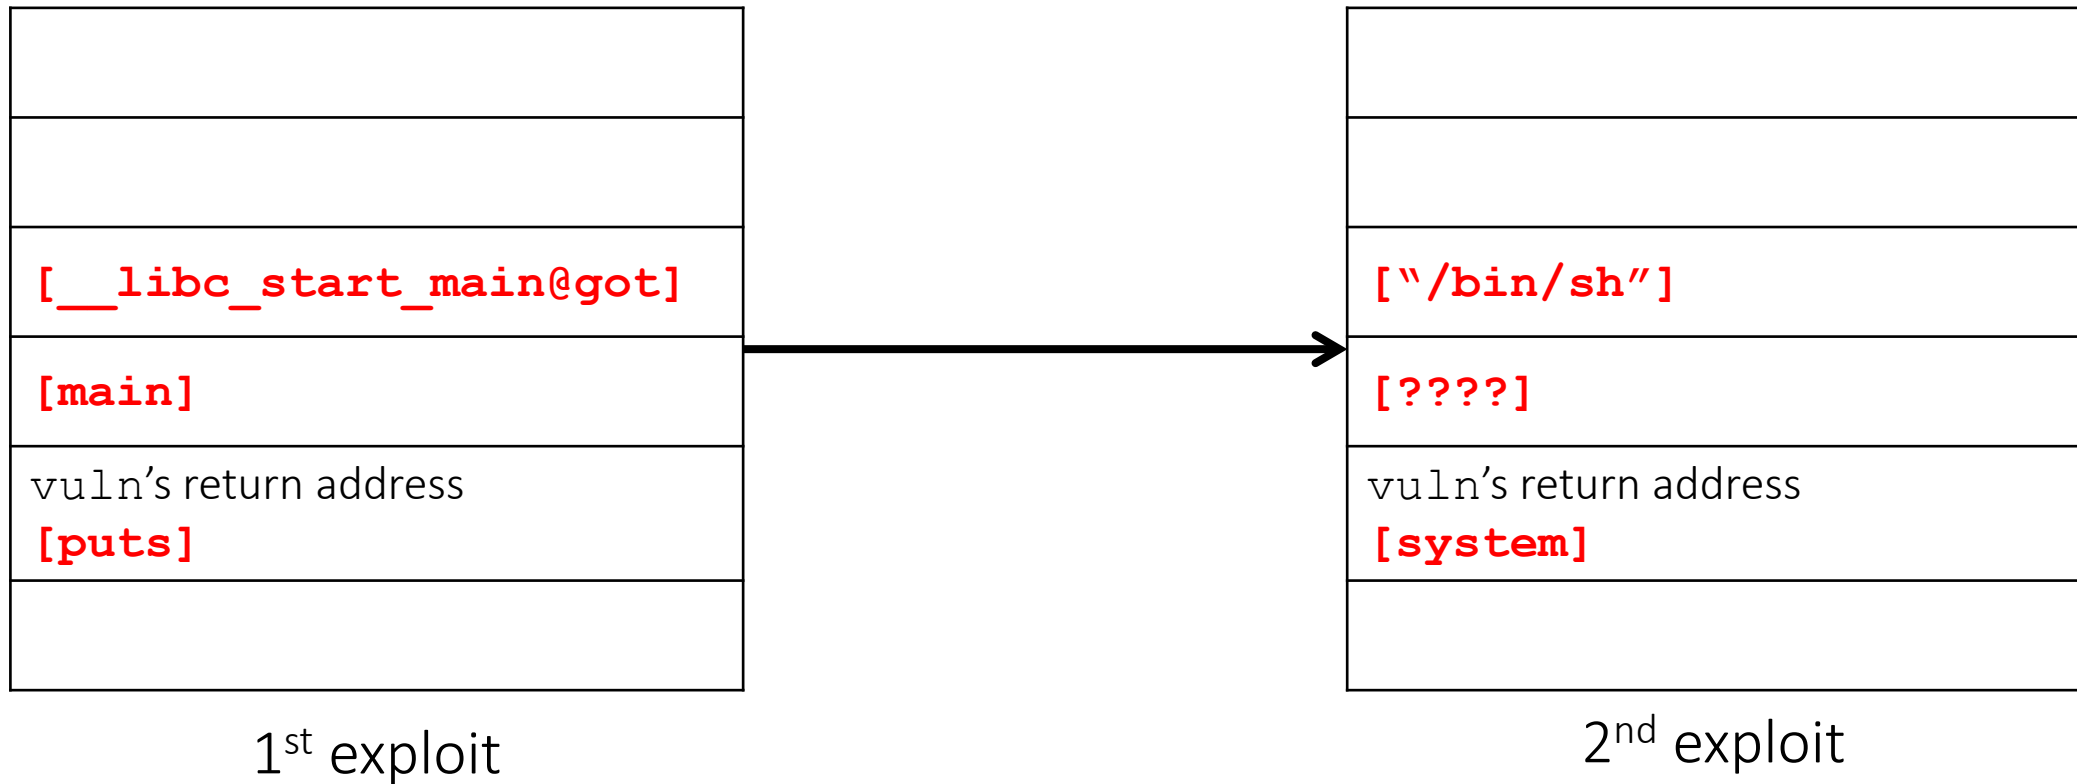 [__libc_start_main@got]
[main]
vuln’s return address
[puts]
1st exploit
[“/bin/sh”]
[????]
vuln’s return address
[system]
2nd exploit